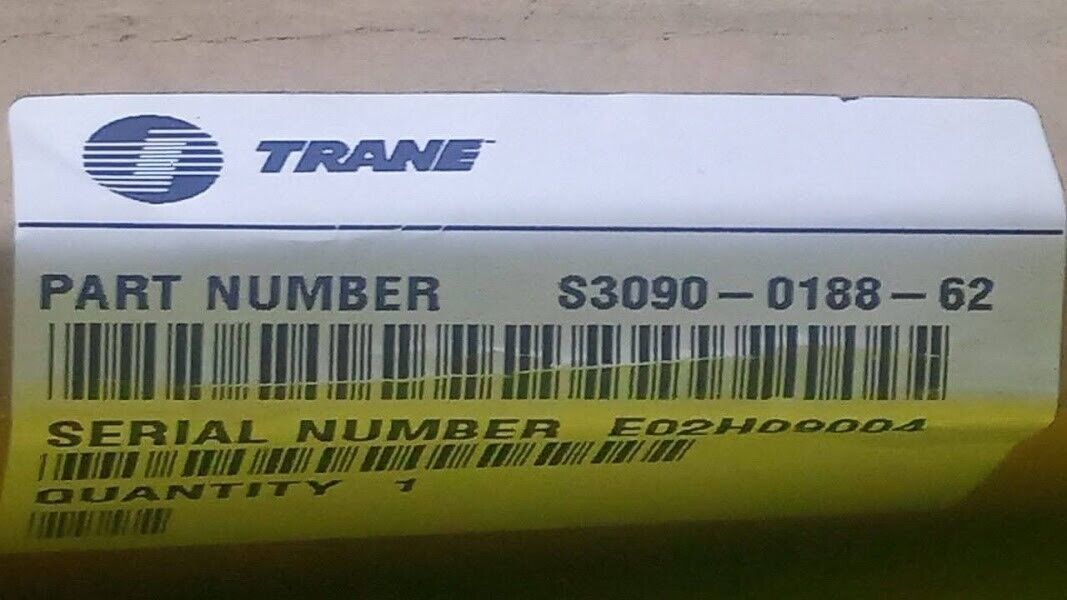 TRANE
PART NUMBER S3090-0188-62
SERIAL NUMBER E02H09004
QUANTITY 1